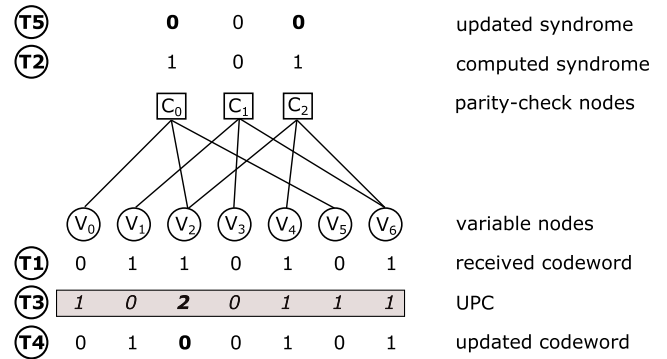 T5 0 0 0 updated syndrome
T2 1 0 1 computed syndrome
C0 C1 C2 parity-check nodes
V0 V1 V2 V3 V4 V5 V6 variable nodes
T1 0 1 1 0 1 0 1 received codeword
T3 1 0 2 0 1 1 1 UPC
T4 0 1 0 0 1 0 1 updated codeword